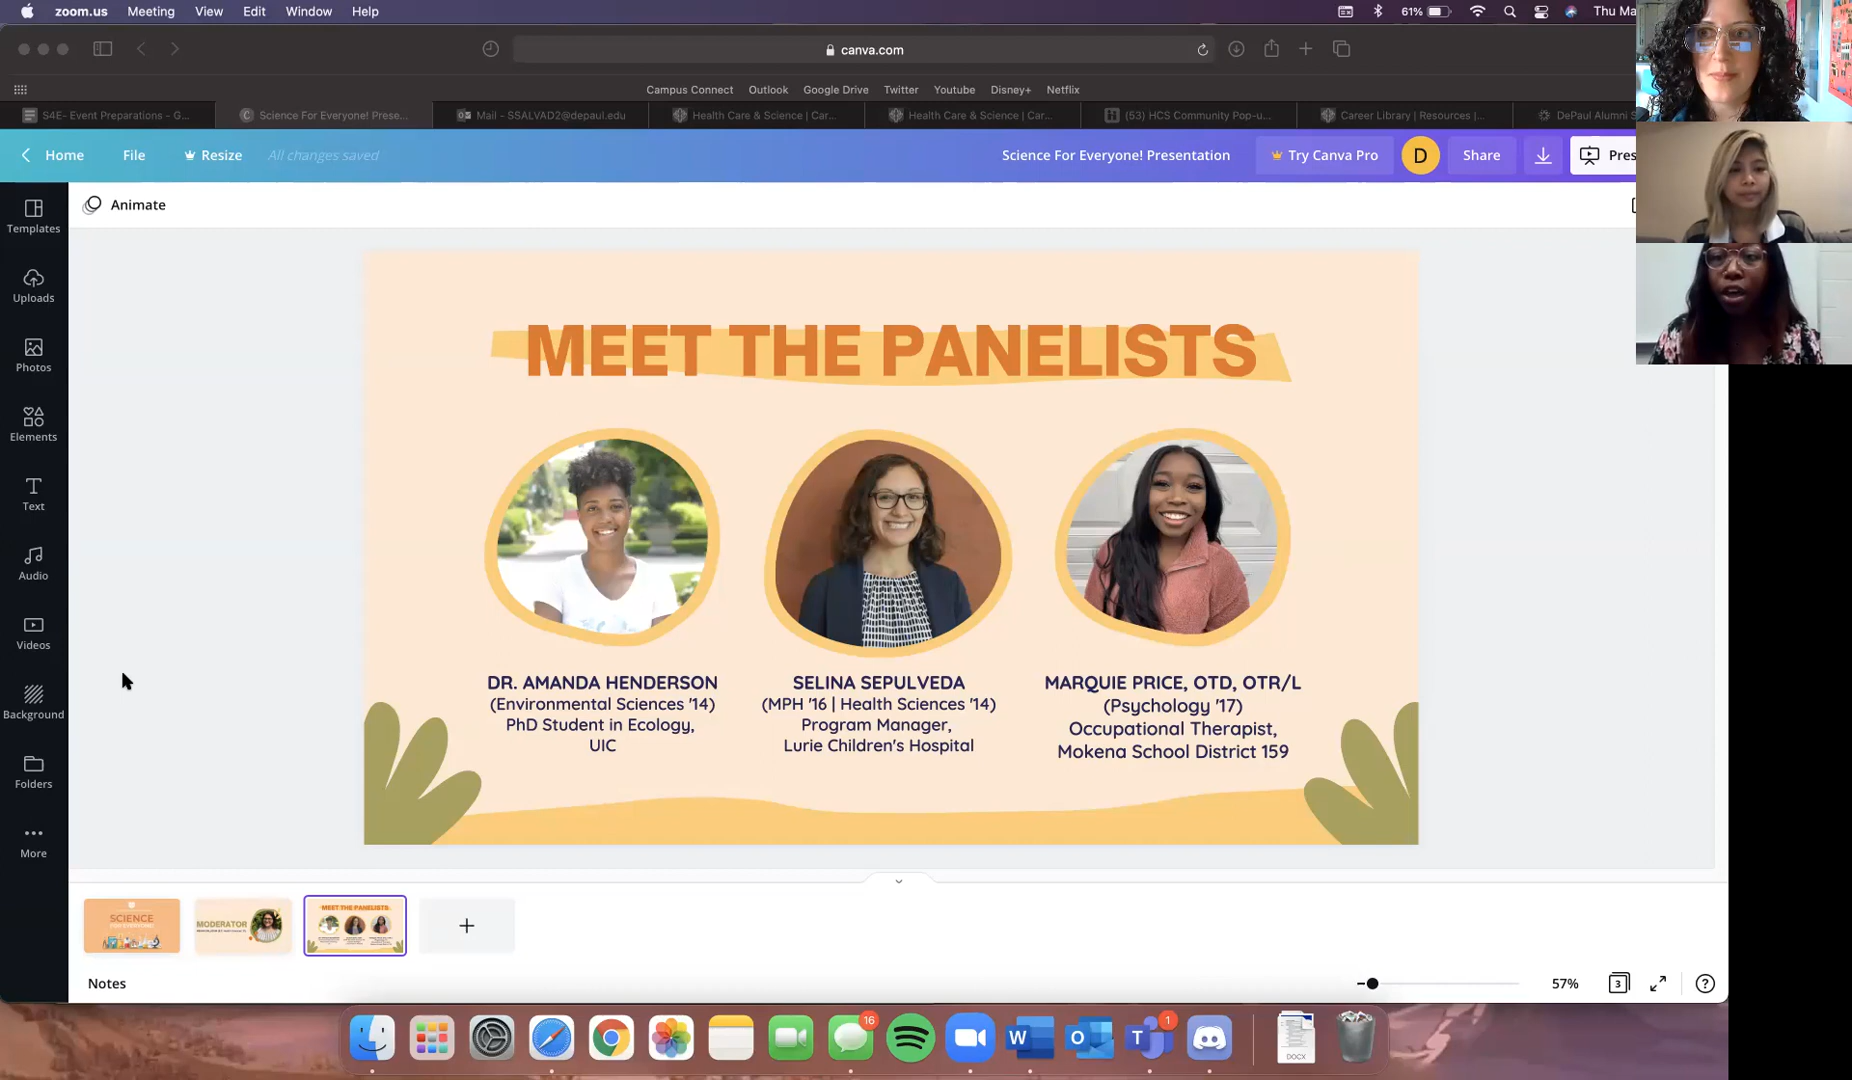 zoom.us Meeting View Edit Window Help
61% Thu Ma
canva.com
Campus Connect Outlook Google Drive Twitter Youtube Disney+ Netflix
S4E- Event Preparations - G... Science For Everyone! Prese... Mail - SSALVAD2@depaul.edu Health Care & Science | Car... Health Care & Science | Car... (53) HCS Community Pop-u... Career Library | Resources |... DePaul Alumni S
Home File Resize All changes saved Science For Everyone! Presentation Try Canva Pro D Share Pres
Animate
Templates
Uploads
Photos
Elements
Text
Audio
Videos
Background
Folders
More
MEET THE PANELISTS
DR. AMANDA HENDERSON
(Environmental Sciences '14)
PhD Student in Ecology,
UIC
SELINA SEPULVEDA
(MPH '16 | Health Sciences '14)
Program Manager,
Lurie Children's Hospital
MARQUIE PRICE, OTD, OTR/L
(Psychology '17)
Occupational Therapist,
Mokena School District 159
SCIENCE
FOR EVERYONE!
MODERATOR
MEET THE PANELISTS
Notes
57%
3
?
16
W
O
T
1
DOCX